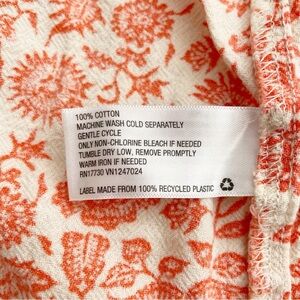 100% COTTON
MACHINE WASH COLD SEPARATELY
GENTLE CYCLE
ONLY NON-CHLORINE BLEACH IF NEEDED
TUMBLE DRY LOW, REMOVE PROMPTLY
WARM IRON IF NEEDED
RN17730 VN1247024
LABEL MADE FROM 100% RECYCLED PLASTIC